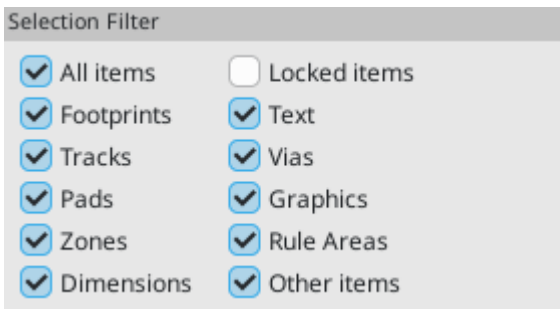 Selection Filter
All items Locked items
Footprints Text
Tracks Vias
Pads Graphics
Zones Rule Areas
Dimensions Other items